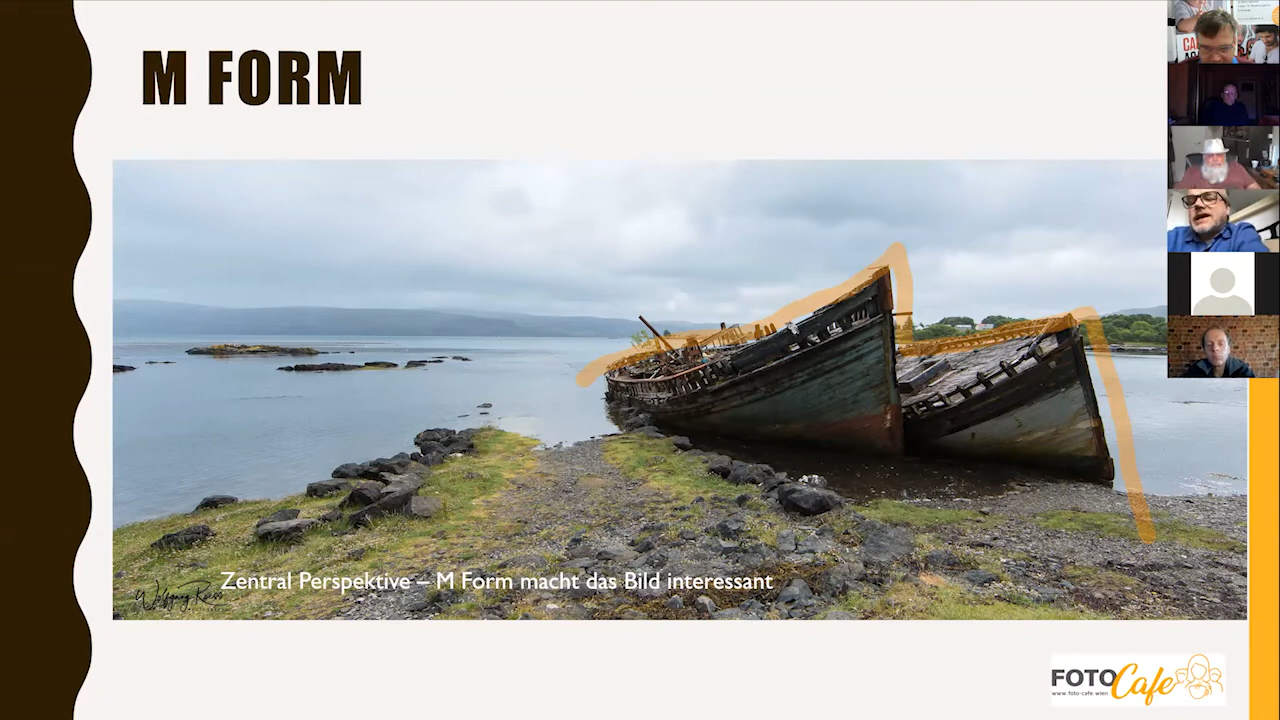 M FORM
Zentral Perspektive – M Form macht das Bild interessant
FOTO Cafe
www.foto-cafe.wien